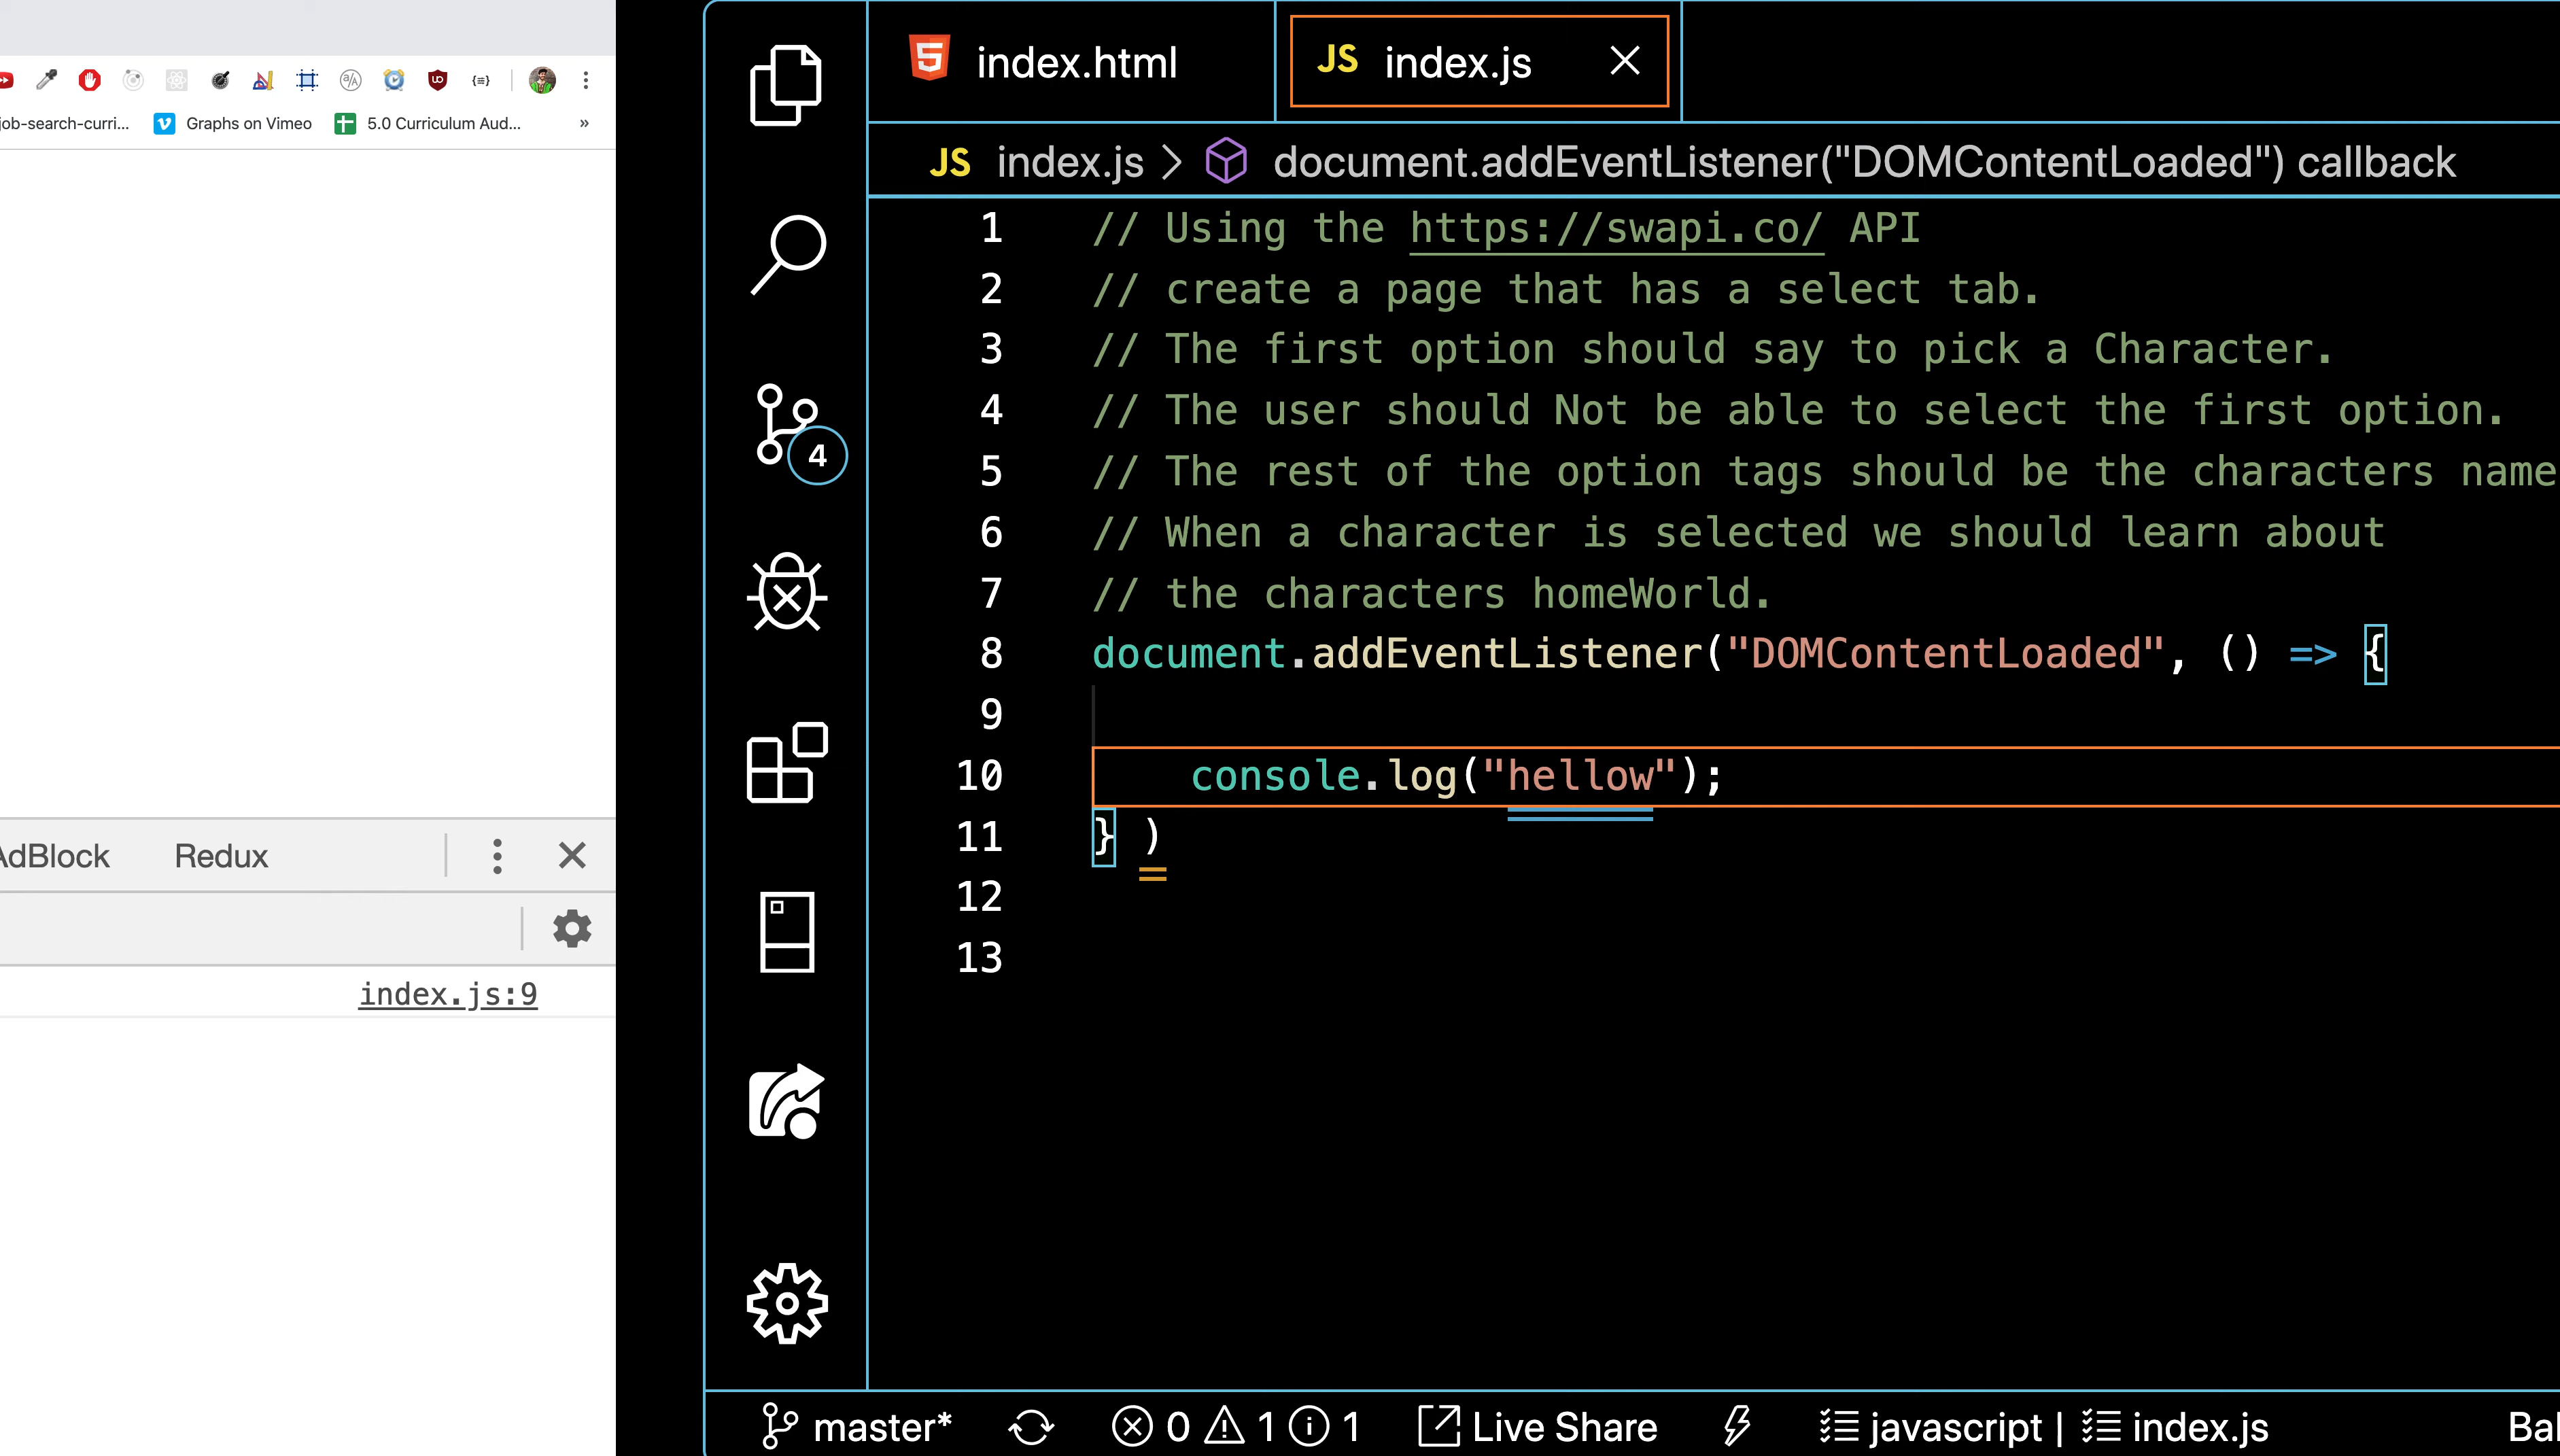 job-search-curri... Graphs on Vimeo 5.0 Curriculum Aud... »
AdBlock Redux
index.js:9
index.html JS index.js
JS index.js > document.addEventListener("DOMContentLoaded") callback
4
1 // Using the https://swapi.co/ API
2 // create a page that has a select tab.
3 // The first option should say to pick a Character.
4 // The user should Not be able to select the first option.
5 // The rest of the option tags should be the characters name
6 // When a character is selected we should learn about
7 // the characters homeWorld.
8 document.addEventListener("DOMContentLoaded", () => {
9
10 console.log("hellow");
11 } )
12
13
master* 0 1 1 Live Share javascript | index.js